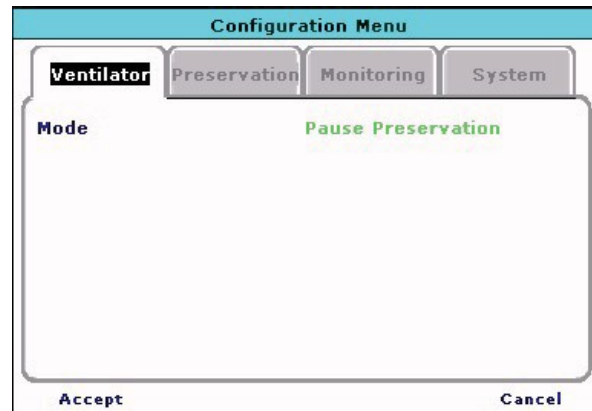 Configuration Menu
Ventilator Preservation Monitoring System
Mode Pause Preservation
Accept Cancel